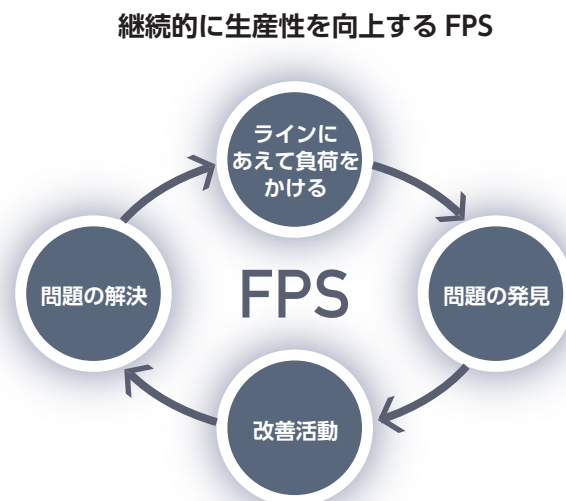 継続的に生産性を向上する FPS
ラインに
あえて負荷を
かける
問題の解決
FPS
問題の発見
改善活動